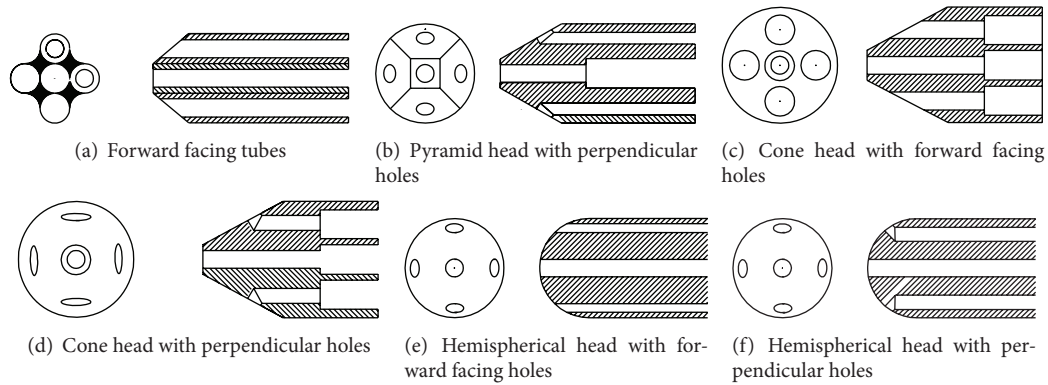 (a) Forward facing tubes
(b) Pyramid head with perpendicular
holes
(c) Cone head with forward facing
holes
(d) Cone head with perpendicular holes
(e) Hemispherical head with for-
ward facing holes
(f) Hemispherical head with per-
pendicular holes